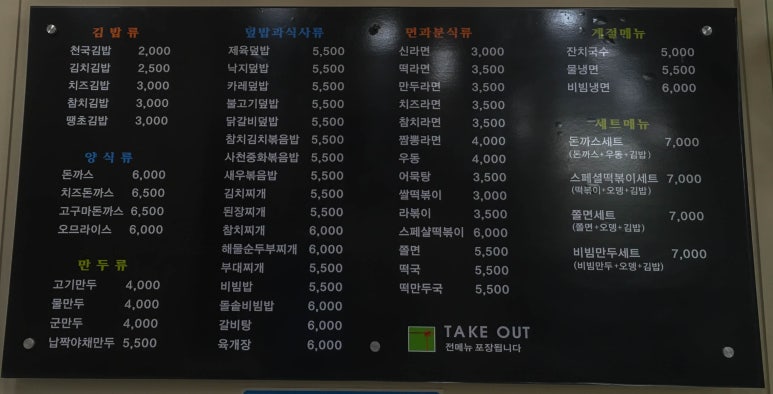 김밥류
천국김밥 2,000
김치김밥 2,500
치즈김밥 3,000
참치김밥 3,000
땡초김밥 3,000
양식류
돈까스 6,000
치즈돈까스 6,500
고구마돈까스 6,500
오므라이스 6,000
만두류
고기만두 4,000
물만두 4,000
군만두 4,000
납짝야채만두 5,500
덮밥과식사류
제육덮밥 5,500
낙지덮밥 5,500
카레덮밥 5,500
불고기덮밥 5,500
닭갈비덮밥 5,500
참치김치볶음밥 5,500
사천중화볶음밥 5,500
새우볶음밥 5,500
김치찌개 5,500
된장찌개 5,500
참치찌개 6,000
해물순두부찌개 6,000
부대찌개 5,500
비빔밥 5,500
돌솥비빔밥 6,000
갈비탕 6,000
육개장 6,000
면과분식류
신라면 3,000
떡라면 3,500
만두라면 3,500
치즈라면 3,500
참치라면 3,500
짬뽕라면 4,000
우동 4,000
어묵탕 3,500
쌀떡볶이 3,000
라볶이 3,500
스페샬떡볶이 6,000
쫄면 5,500
떡국 5,500
떡만두국 5,500
TAKE OUT
전메뉴 포장됩니다
계절메뉴
잔치국수 5,000
물냉면 5,500
비빔냉면 6,000
세트메뉴
돈까스세트 7,000
(돈까스+우동+김밥)
스페셜떡볶이세트 7,000
(떡볶이+오뎅+김밥)
쫄면세트 7,000
(쫄면+오뎅+김밥)
비빔만두세트 7,000
(비빔만두+오뎅+김밥)